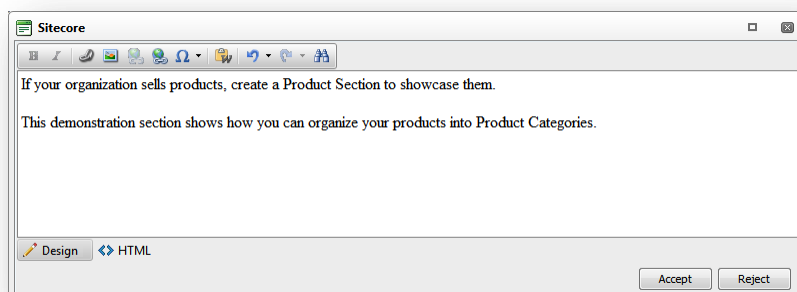 Sitecore
B I Ω W
If your organization sells products, create a Product Section to showcase them.
This demonstration section shows how you can organize your products into Product Categories.
Design HTML
Accept Reject